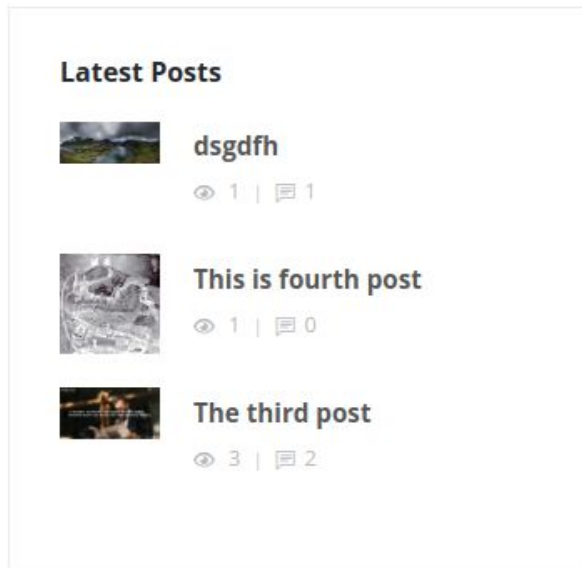 Latest Posts
dsgdfh
1 | 1
This is fourth post
1 | 0
The third post
3 | 2